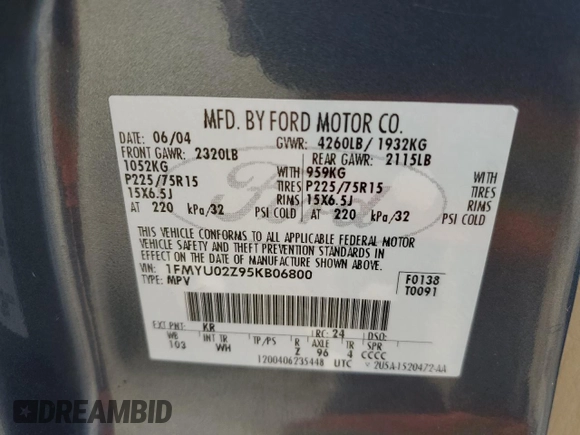 MFD. BY FORD MOTOR CO.
DATE: 06/04 GVWR: 4260LB/ 1932KG
FRONT GAWR: 2320LB REAR GAWR: 2115LB
1052KG WITH 959KG WITH
P225/75R15 TIRES P225/75R15 TIRES
15X6.5J RIMS 15X6.5J RIMS
AT 220 kPa/32 PSI COLD AT 220 kPa/32 PSI COLD
Ford
THIS VEHICLE CONFORMS TO ALL APPLICABLE FEDERAL MOTOR
VEHICLE SAFETY AND THEFT PREVENTION STANDARDS IN
EFFECT ON THE DATE OF MANUFACTURE SHOWN ABOVE.
VIN: 1FMYU02Z95KB06800 F0138
TYPE: MPV T0091
EXT PNT: KR RC: 24 DSO:
WB INT TR TP/PS R AXLE TR SPR
103 WH Z 96 4 CCCC
1200406235448 UTC 2U5A-1520472-AA
DREAMBID